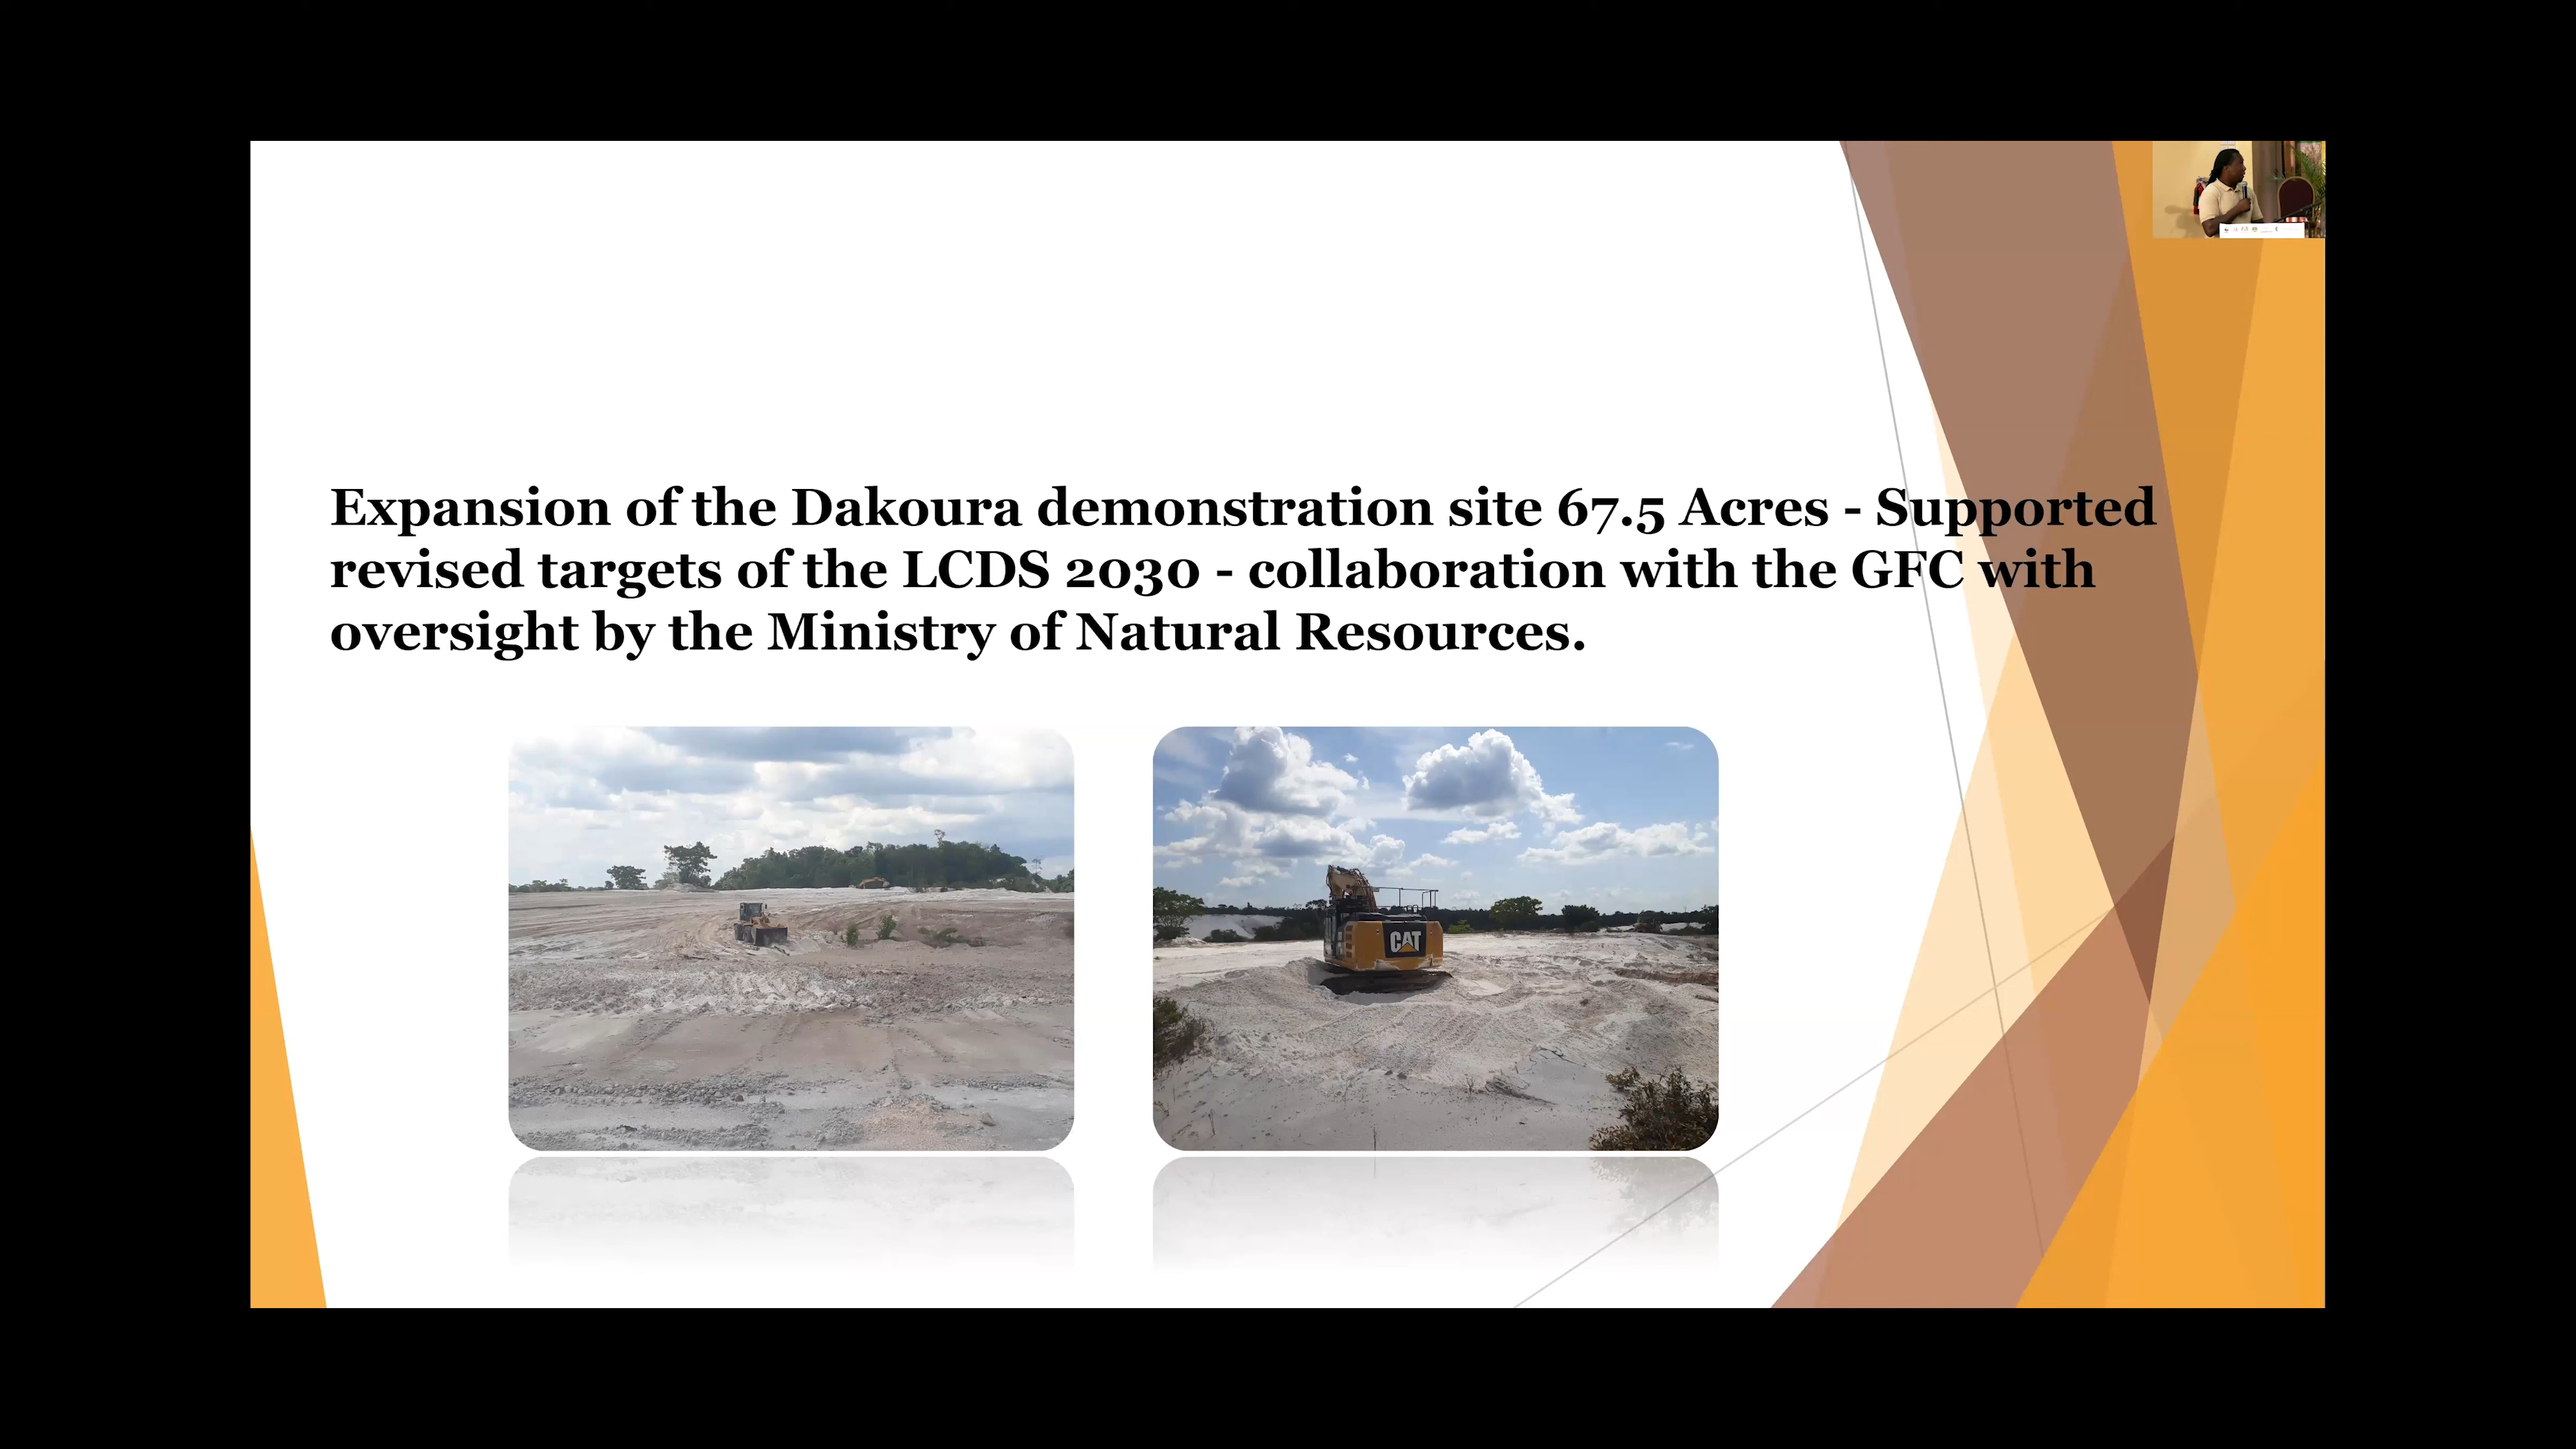 Expansion of the Dakoura demonstration site 67.5 Acres - Supported
revised targets of the LCDS 2030 - collaboration with the GFC with
oversight by the Ministry of Natural Resources.
CAT